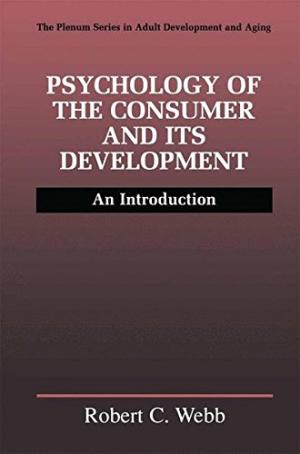 The Plenum Series in Adult Development and Aging
PSYCHOLOGY OF
THE CONSUMER
AND ITS
DEVELOPMENT
An Introduction
Robert C. Webb